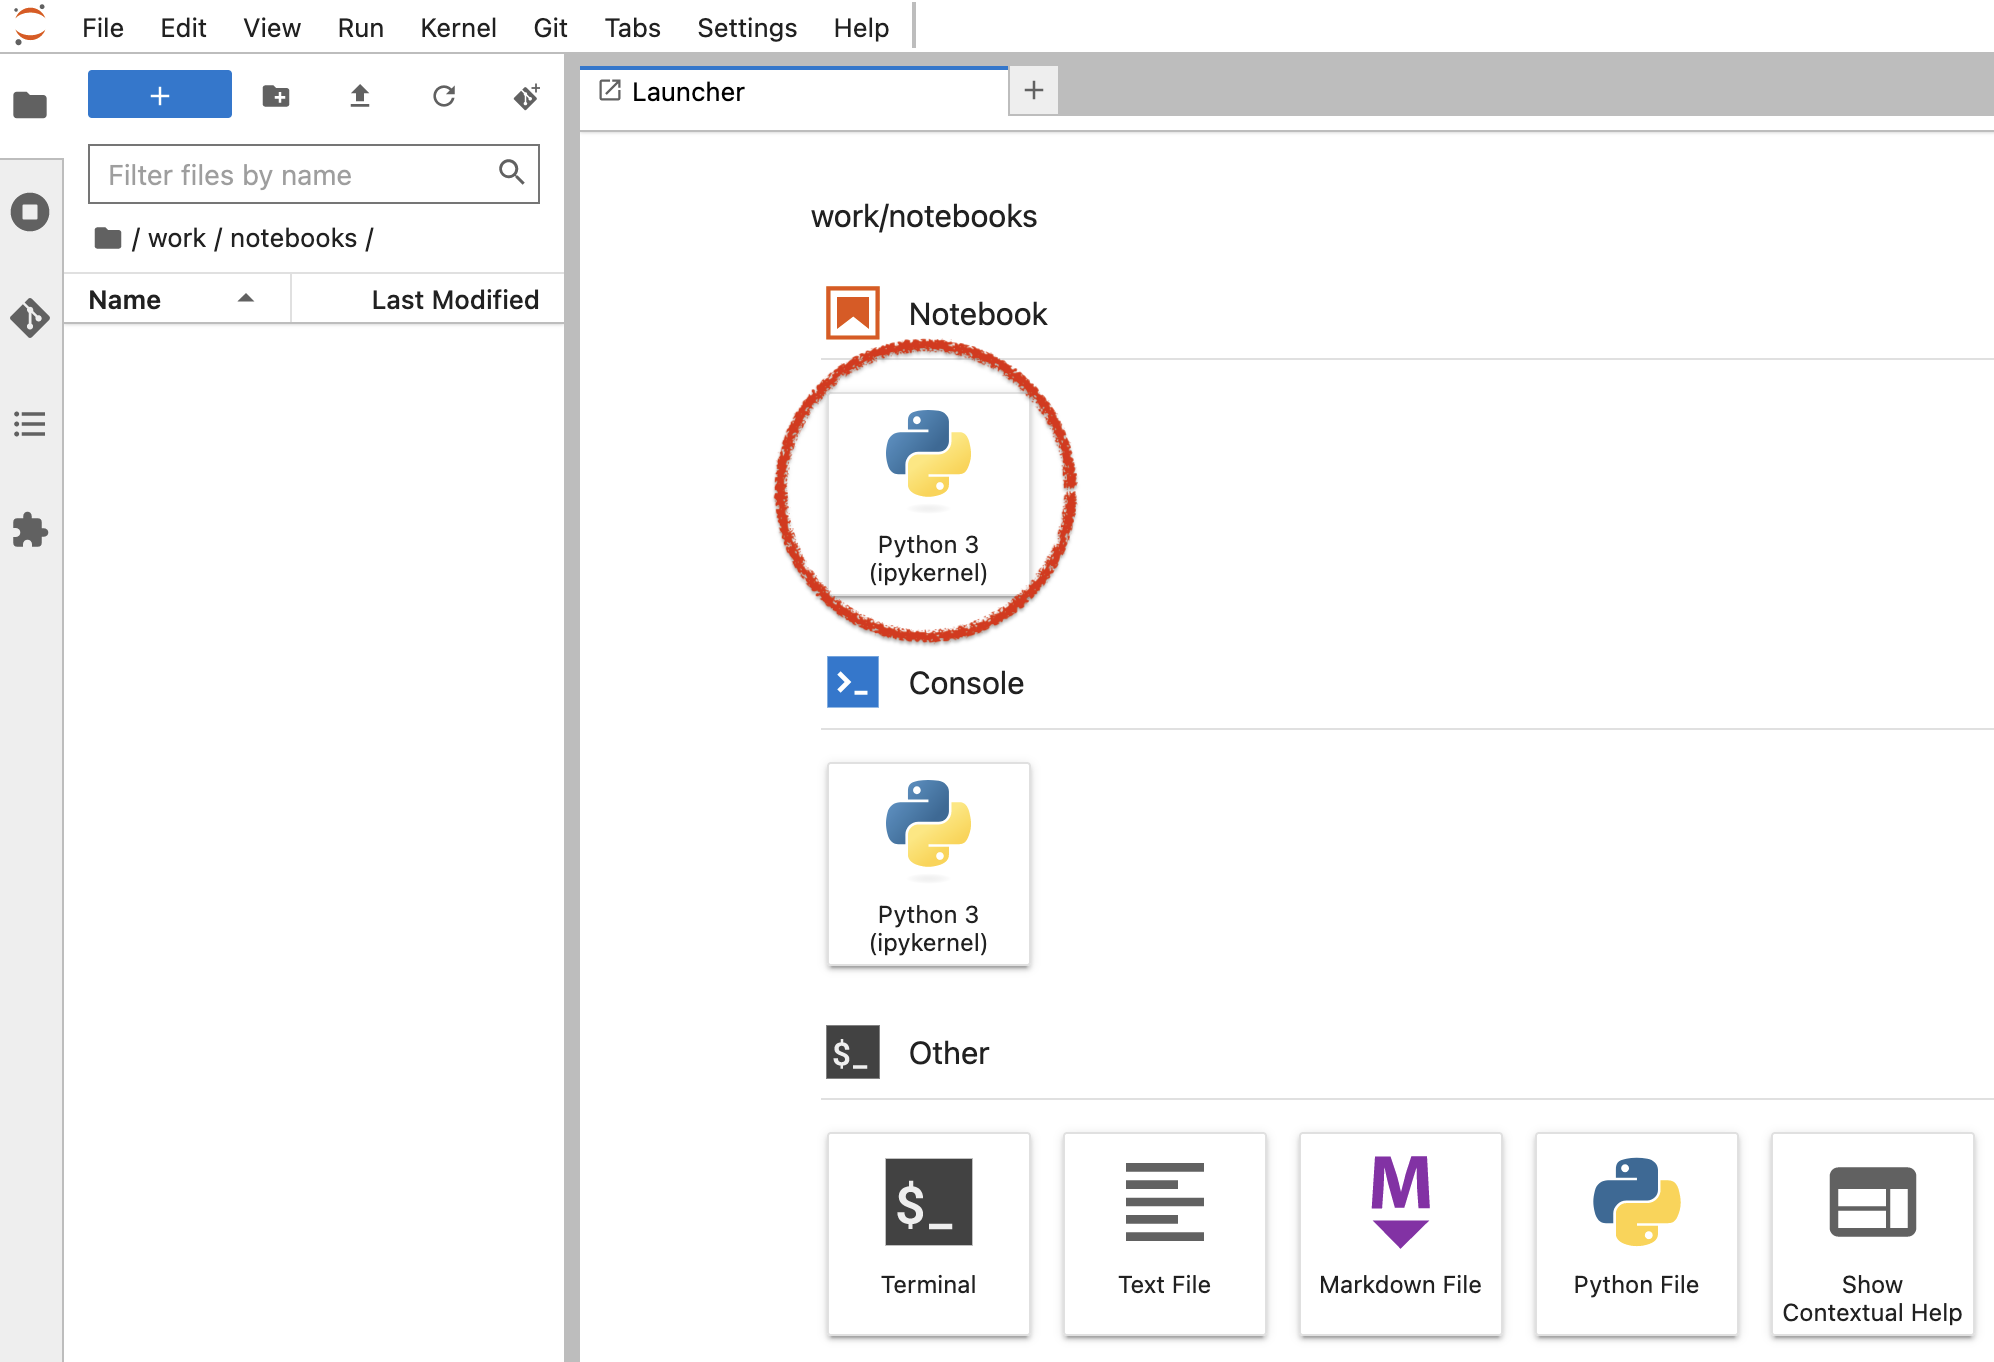 File Edit View Run Kernel Git Tabs Settings Help
+
Launcher
+
Filter files by name
/ work / notebooks /
Name Last Modified
work/notebooks
Notebook
Python 3
(ipykernel)
>_ Console
Python 3
(ipykernel)
$_ Other
$_
M
Terminal
Text File
Markdown File
Python File
Show
Contextual Help